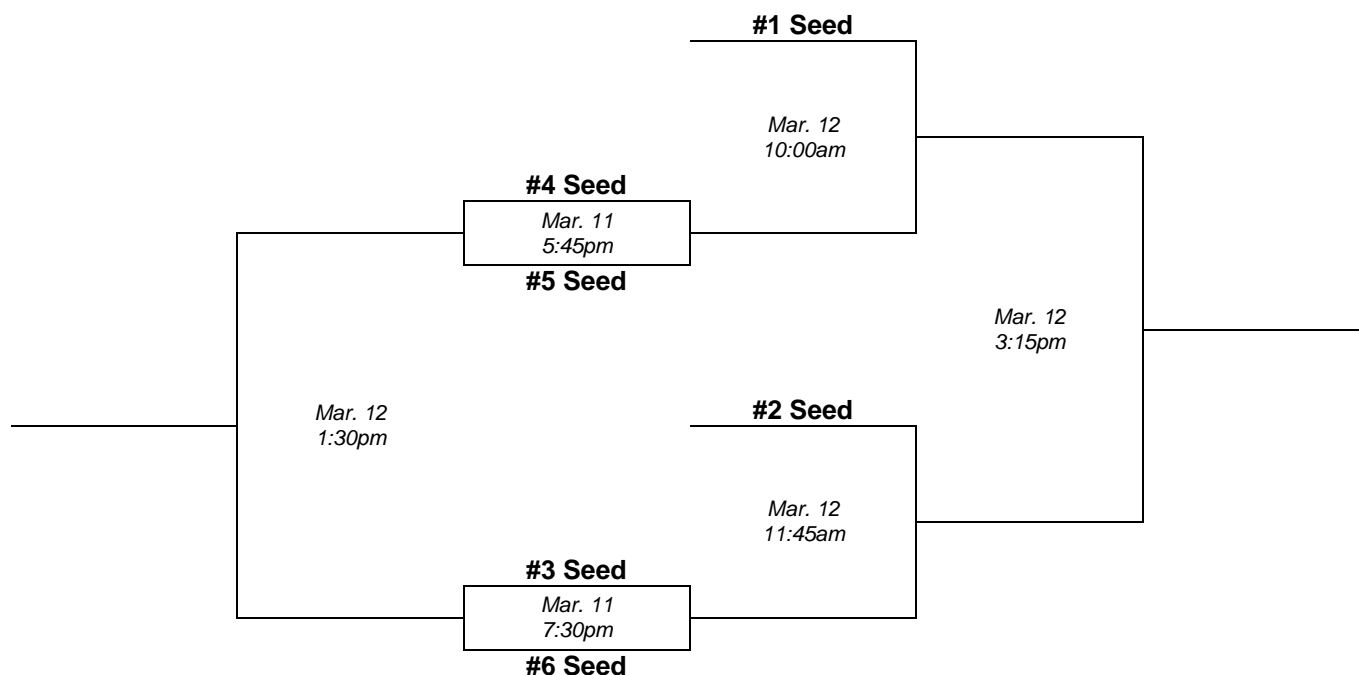 #1 Seed
Mar. 12
10:00am
#4 Seed
Mar. 11
5:45pm
#5 Seed
Mar. 12
3:15pm
Mar. 12
1:30pm
#2 Seed
Mar. 12
11:45am
#3 Seed
Mar. 11
7:30pm
#6 Seed